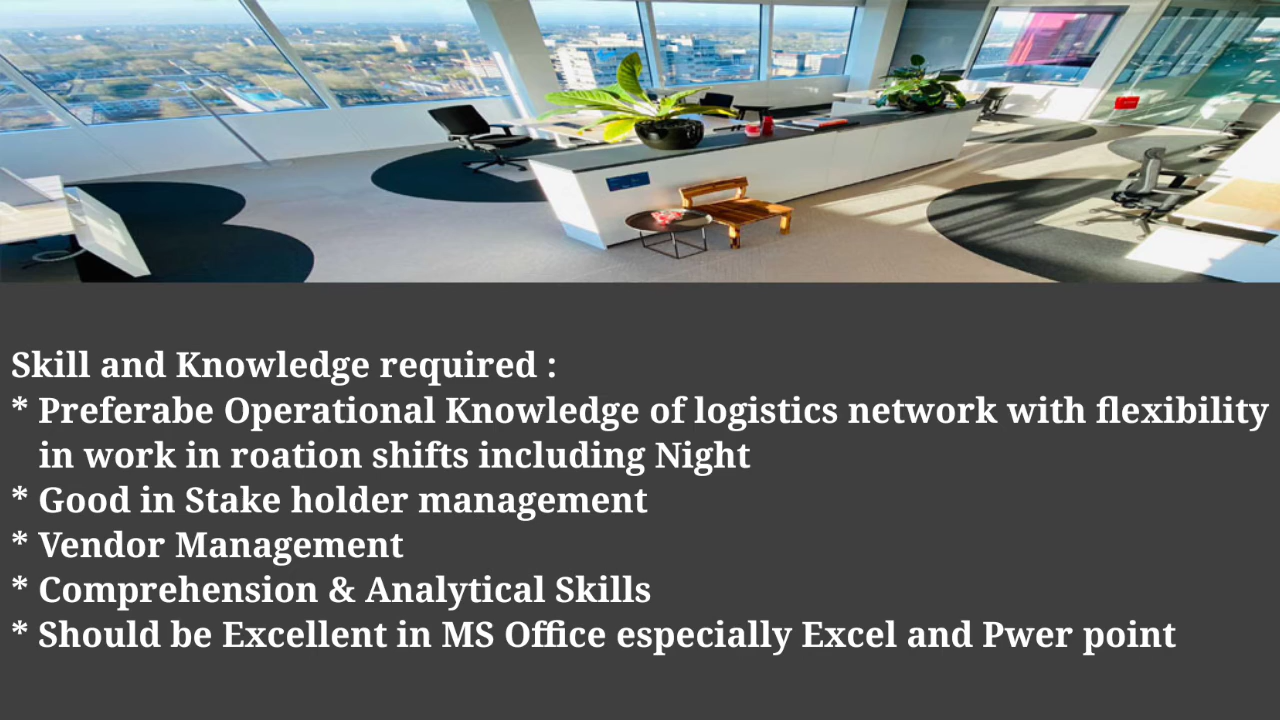 Skill and Knowledge required :
* Preferabe Operational Knowledge of logistics network with flexibility
in work in roation shifts including Night
* Good in Stake holder management
* Vendor Management
* Comprehension & Analytical Skills
* Should be Excellent in MS Office especially Excel and Pwer point